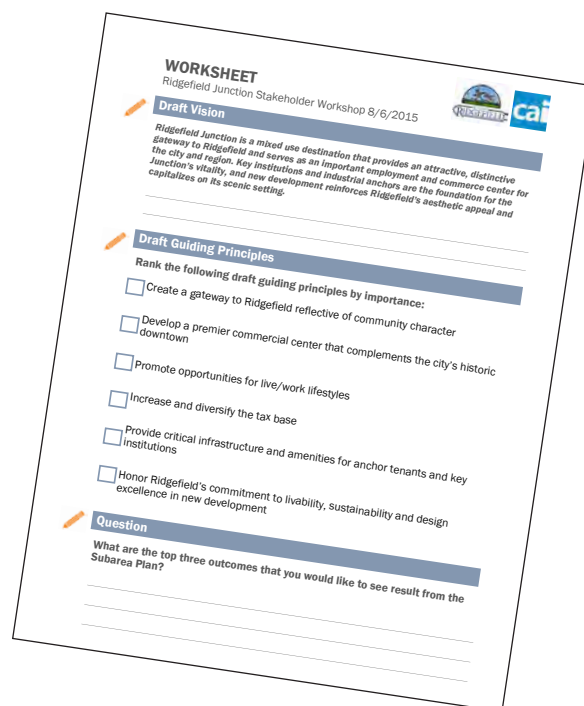 WORKSHEET
Ridgefield Junction Stakeholder Workshop 8/6/2015
RIDGEFIELD
cai
Draft Vision
Ridgefield Junction is a mixed use destination that provides an attractive, distinctive
gateway to Ridgefield and serves as an important employment and commerce center for
the city and region. Key institutions and industrial anchors are the foundation for the
Junction's vitality, and new development reinforces Ridgefield's aesthetic appeal and
capitalizes on its scenic setting.
Draft Guiding Principles
Rank the following draft guiding principles by importance:
Create a gateway to Ridgefield reflective of community character
Develop a premier commercial center that complements the city's historic
downtown
Promote opportunities for live/work lifestyles
Increase and diversify the tax base
Provide critical infrastructure and amenities for anchor tenants and key
institutions
Honor Ridgefield's commitment to livability, sustainability and design
excellence in new development
Question
What are the top three outcomes that you would like to see result from the
Subarea Plan?